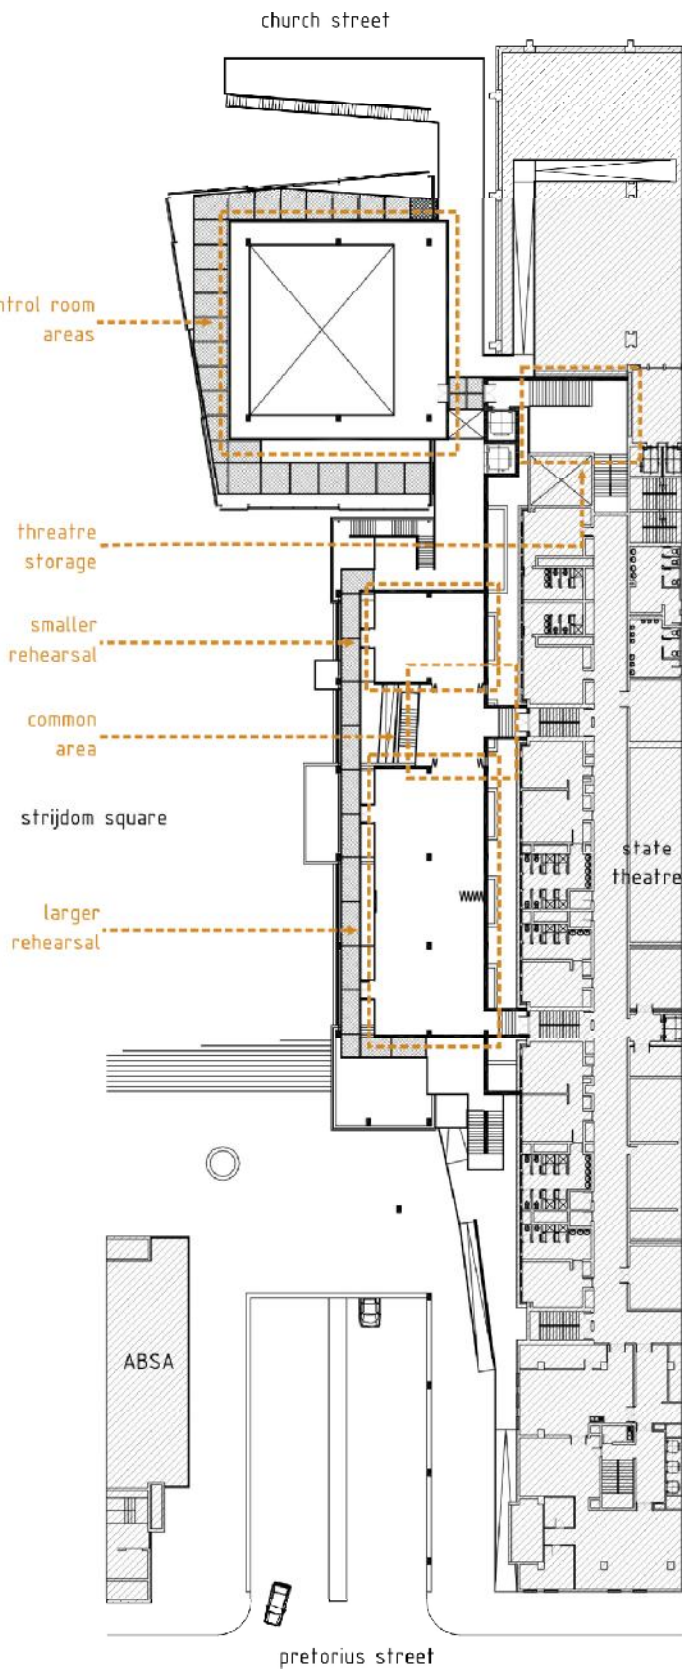 church street
ntrol room
areas
threatre
storage
smaller
rehearsal
common
area
strijdom square
state
theatre
larger
rehearsal
ABSA
pretorius street